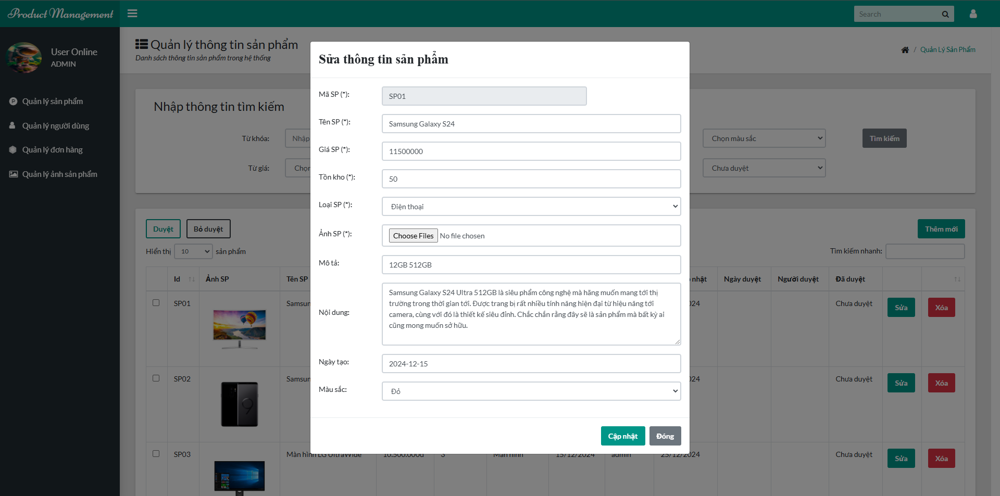 Product Management
Search
User Online
ADMIN
Quản lý sản phẩm
Quản lý người dùng
Quản lý đơn hàng
Quản lý ảnh sản phẩm
Quản lý thông tin sản phẩm
Danh sách thông tin sản phẩm trong hệ thống
/ Quản Lý Sản Phẩm
Nhập thông tin tìm kiếm
Từ khóa:
Nhập
Chọn màu sắc
Tìm kiếm
Từ giá:
Chọn
Chưa duyệt
Duyệt
Bỏ duyệt
Thêm mới
Hiển thị 10 sản phẩm
Tìm kiếm nhanh:
Id Ảnh SP Tên SP nhật Ngày duyệt Người duyệt Đã duyệt
SP01 Chưa duyệt Sửa Xóa
SP02 Chưa duyệt Sửa Xóa
SP03 Màn hình LG UltraWide 10.500.000đ 3 Màn hình 15/12/2024 admin 25/12/2024 Chưa duyệt Sửa Xóa
Sửa thông tin sản phẩm
Mã SP (*): SP01
Tên SP (*): Samsung Galaxy S24
Giá SP (*): 11500000
Tồn kho (*): 50
Loại SP (*): Điện thoại
Ảnh SP (*): Choose Files No file chosen
Mô tả: 12GB 512GB
Nội dung:
Samsung Galaxy S24 Ultra 512GB là siêu phẩm công nghệ mà hãng muốn mang tới thị
trường trong thời gian tới. Được trang bị rất nhiều tính năng hiện đại từ hiệu năng tới
camera, cùng với đó là thiết kế siêu đỉnh. Chắc chắn rằng đây sẽ là sản phẩm mà bất kỳ ai
cũng mong muốn sở hữu.
Ngày tạo: 2024-12-15
Màu sắc: Đỏ
Cập nhật
Đóng